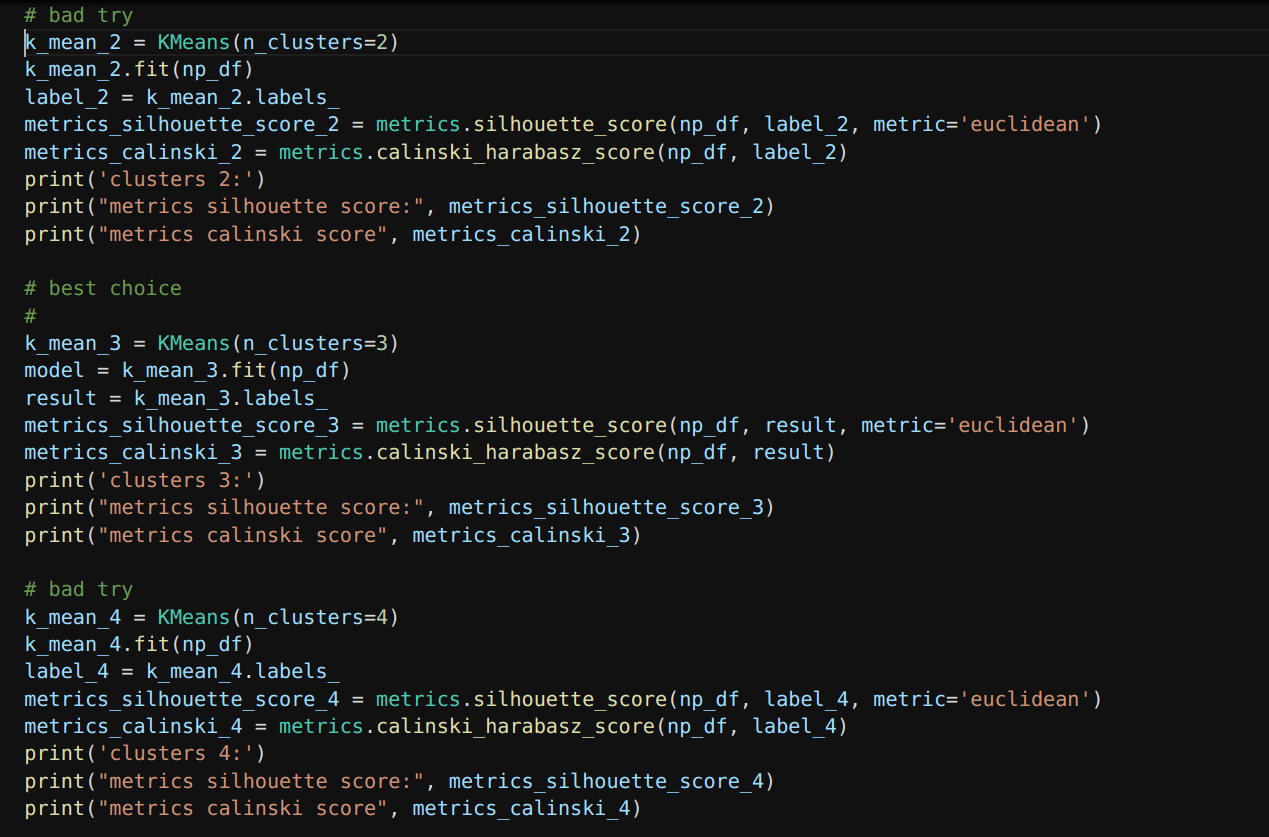 # bad try
k_mean_2 = KMeans(n_clusters=2)
k_mean_2.fit(np_df)
label_2 = k_mean_2.labels_
metrics_silhouette_score_2 = metrics.silhouette_score(np_df, label_2, metric='euclidean')
metrics_calinski_2 = metrics.calinski_harabasz_score(np_df, label_2)
print('clusters 2:')
print("metrics silhouette score:", metrics_silhouette_score_2)
print("metrics calinski score", metrics_calinski_2)

# best choice
#
k_mean_3 = KMeans(n_clusters=3)
model = k_mean_3.fit(np_df)
result = k_mean_3.labels_
metrics_silhouette_score_3 = metrics.silhouette_score(np_df, result, metric='euclidean')
metrics_calinski_3 = metrics.calinski_harabasz_score(np_df, result)
print('clusters 3:')
print("metrics silhouette score:", metrics_silhouette_score_3)
print("metrics calinski score", metrics_calinski_3)

# bad try
k_mean_4 = KMeans(n_clusters=4)
k_mean_4.fit(np_df)
label_4 = k_mean_4.labels_
metrics_silhouette_score_4 = metrics.silhouette_score(np_df, label_4, metric='euclidean')
metrics_calinski_4 = metrics.calinski_harabasz_score(np_df, label_4)
print('clusters 4:')
print("metrics silhouette score:", metrics_silhouette_score_4)
print("metrics calinski score", metrics_calinski_4)